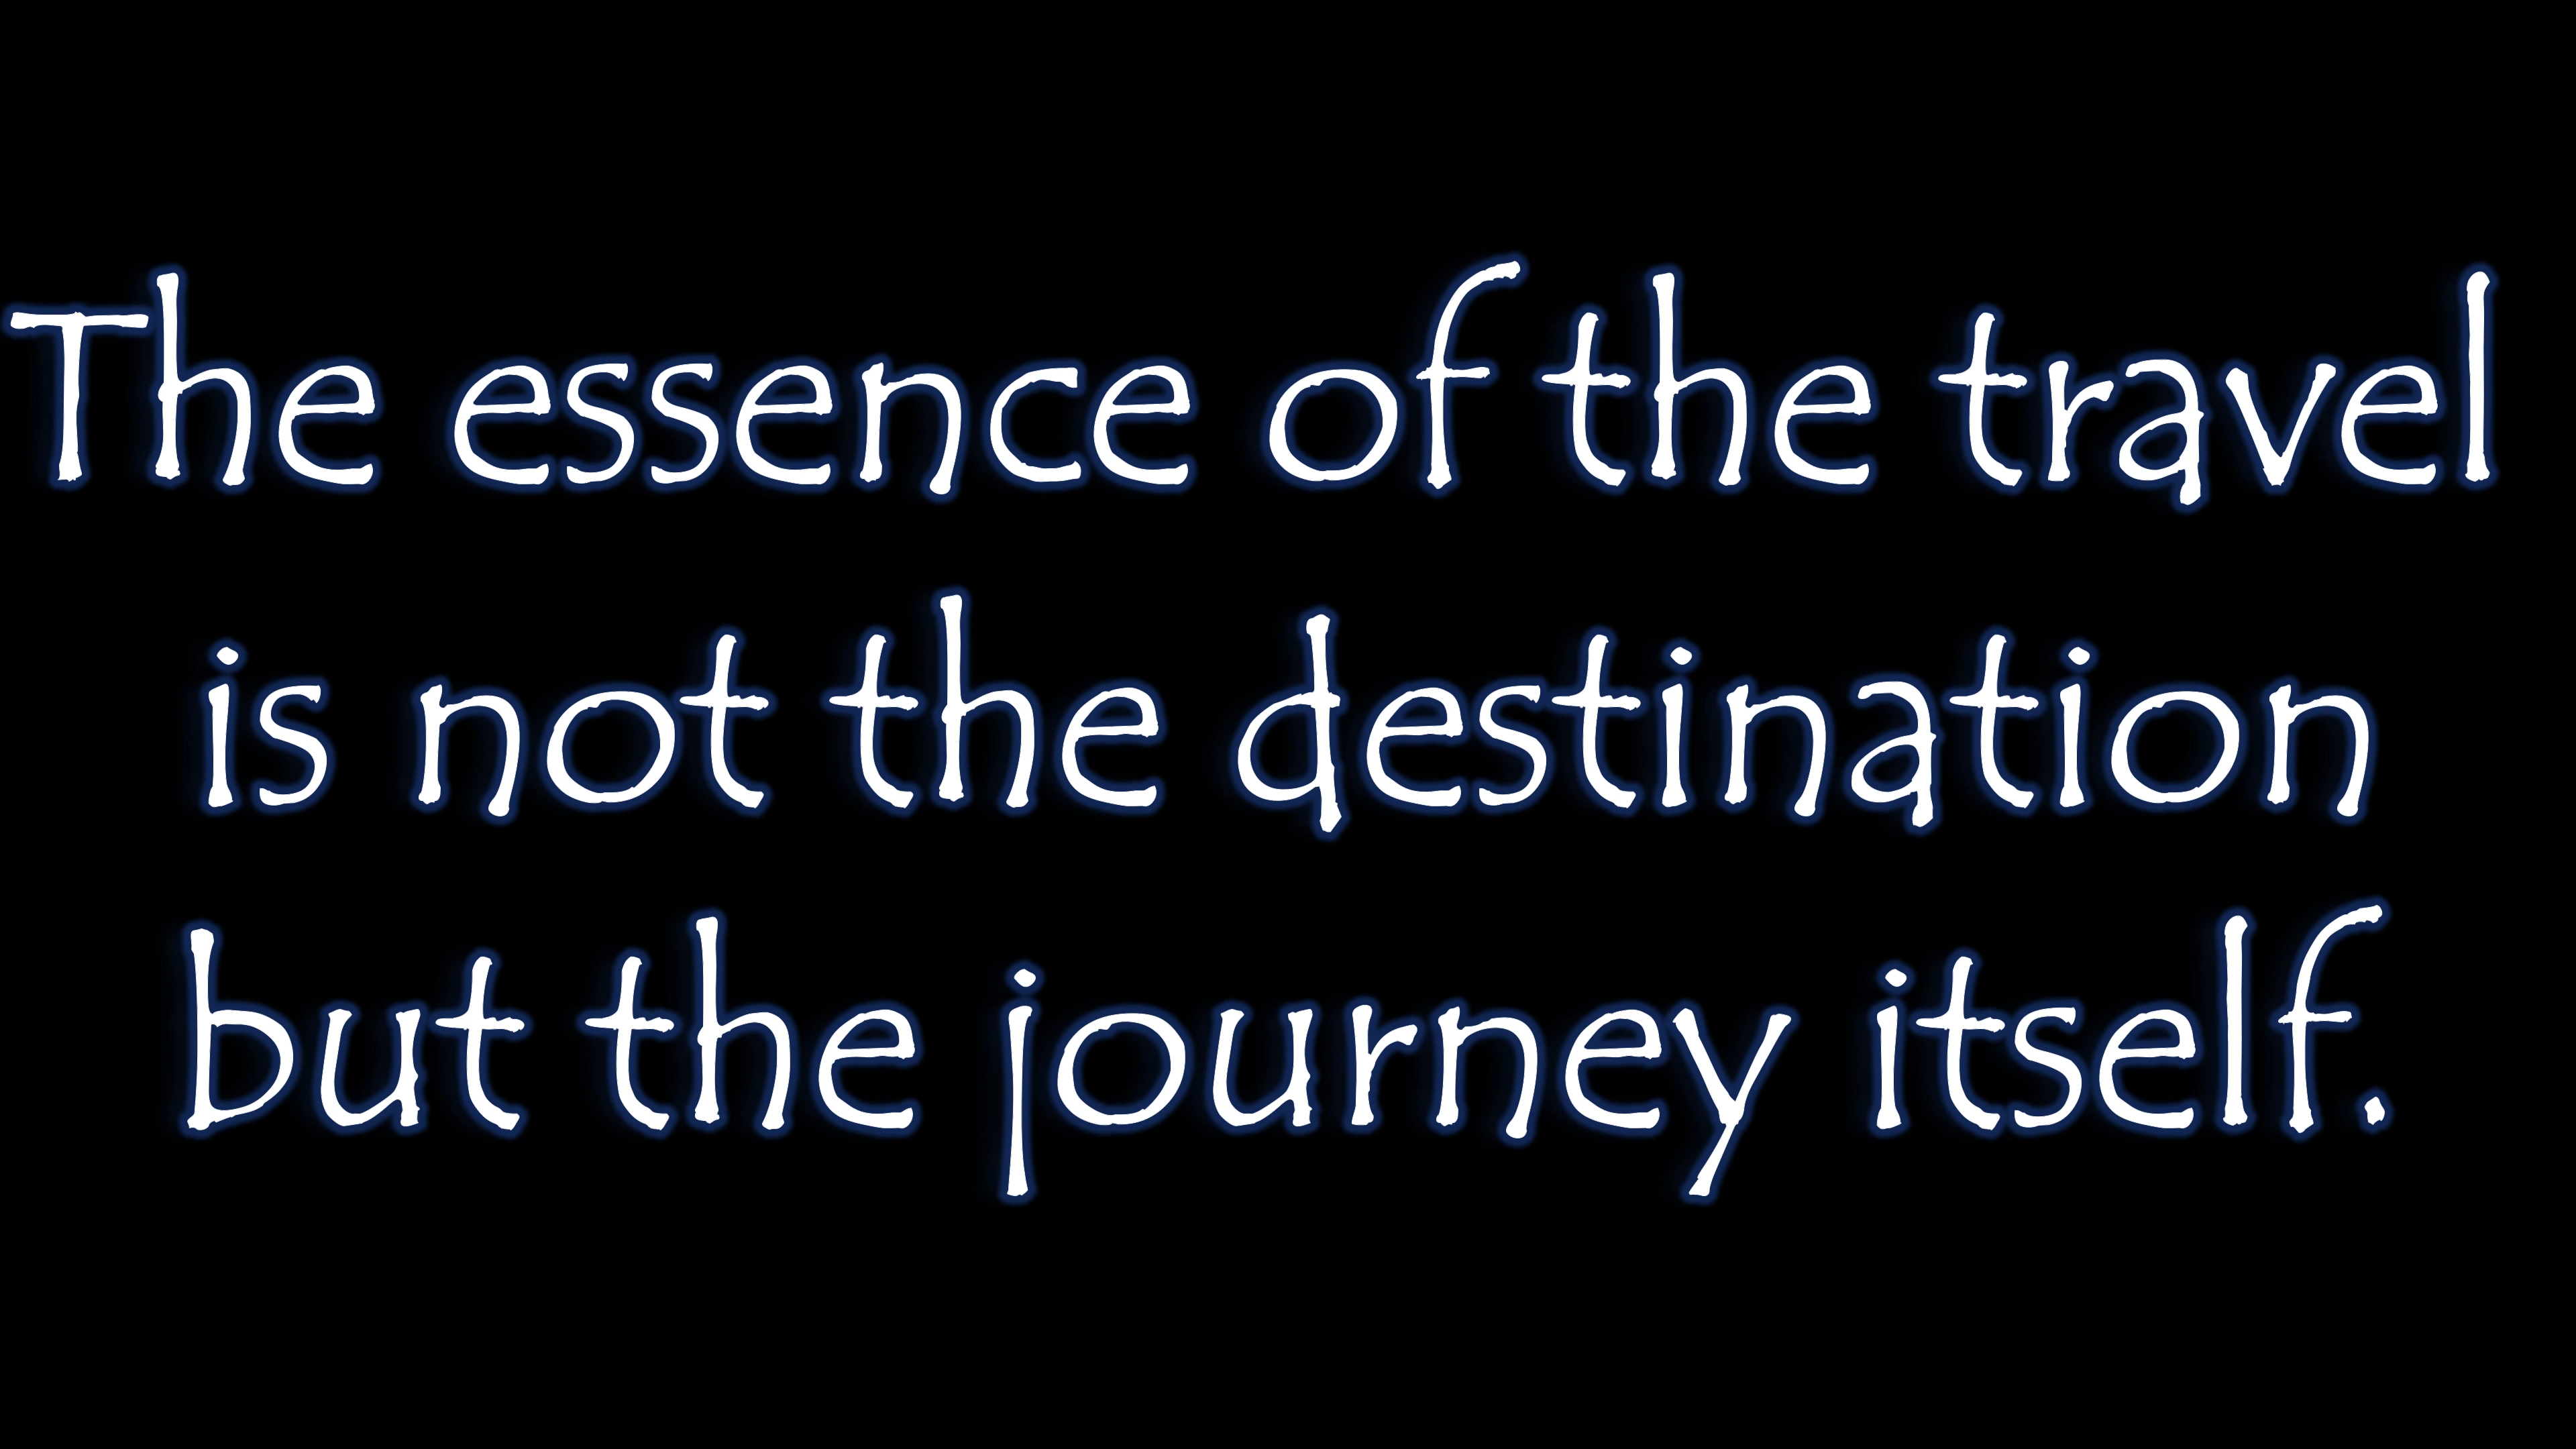 The essence of the travel
is not the destination
but the journey itself.